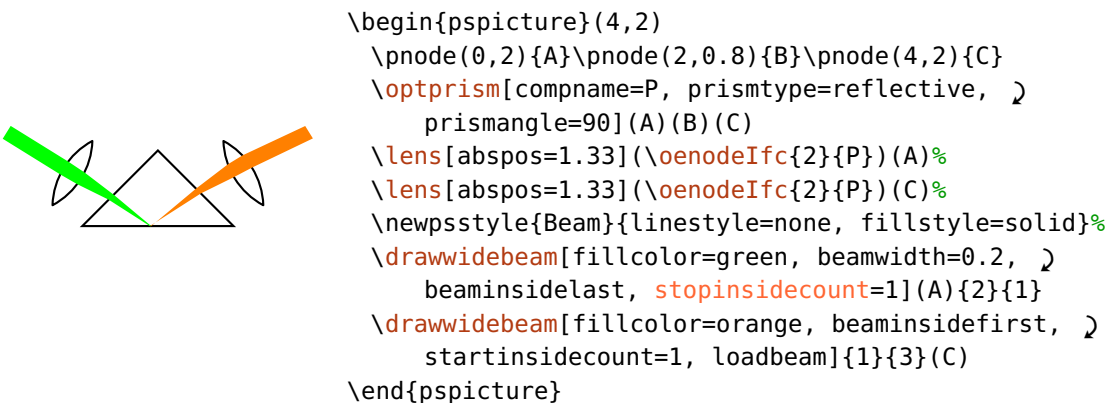 \begin{pspicture}(4,2)
\pnode(0,2){A}\pnode(2,0.8){B}\pnode(4,2){C}
\optprism[compname=P, prismtype=reflective,
prismangle=90](A)(B)(C)
\lens[abspos=1.33](\oenodeIfc{2}{P})(A)%
\lens[abspos=1.33](\oenodeIfc{2}{P})(C)%
\newpsstyle{Beam}{linestyle=none, fillstyle=solid}%
\drawwidebeam[fillcolor=green, beamwidth=0.2,
beaminsidelast, stopinsidecount=1](A){2}{1}
\drawwidebeam[fillcolor=orange, beaminsidefirst,
startinsidecount=1, loadbeam]{1}{3}(C)
\end{pspicture}